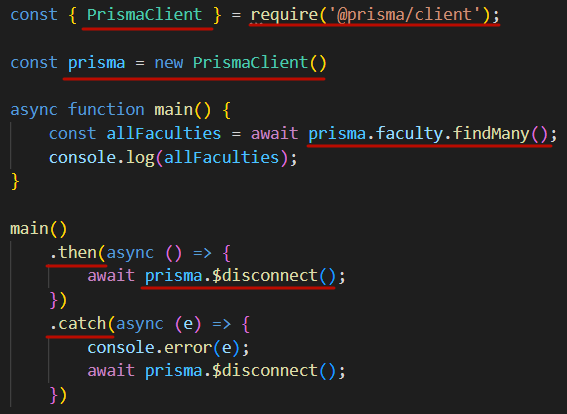 const { PrismaClient } = require('@prisma/client');
const prisma = new PrismaClient()
async function main() {
    const allFaculties = await prisma.faculty.findMany();
    console.log(allFaculties);
}
main()
    .then(async () => {
        await prisma.$disconnect();
    })
    .catch(async (e) => {
        console.error(e);
        await prisma.$disconnect();
    })